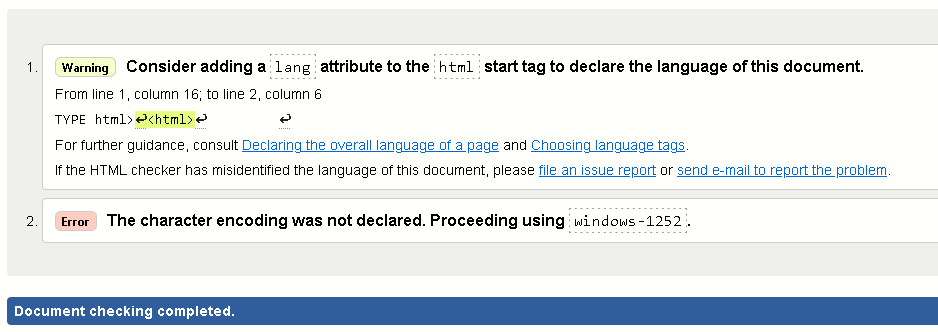 1. Warning Consider adding a lang attribute to the html start tag to declare the language of this document.
From line 1, column 16; to line 2, column 6
TYPE html>↩<html>↩ ↩
For further guidance, consult Declaring the overall language of a page and Choosing language tags.
If the HTML checker has misidentified the language of this document, please file an issue report or send e-mail to report the problem.
2. Error The character encoding was not declared. Proceeding using windows-1252.
Document checking completed.